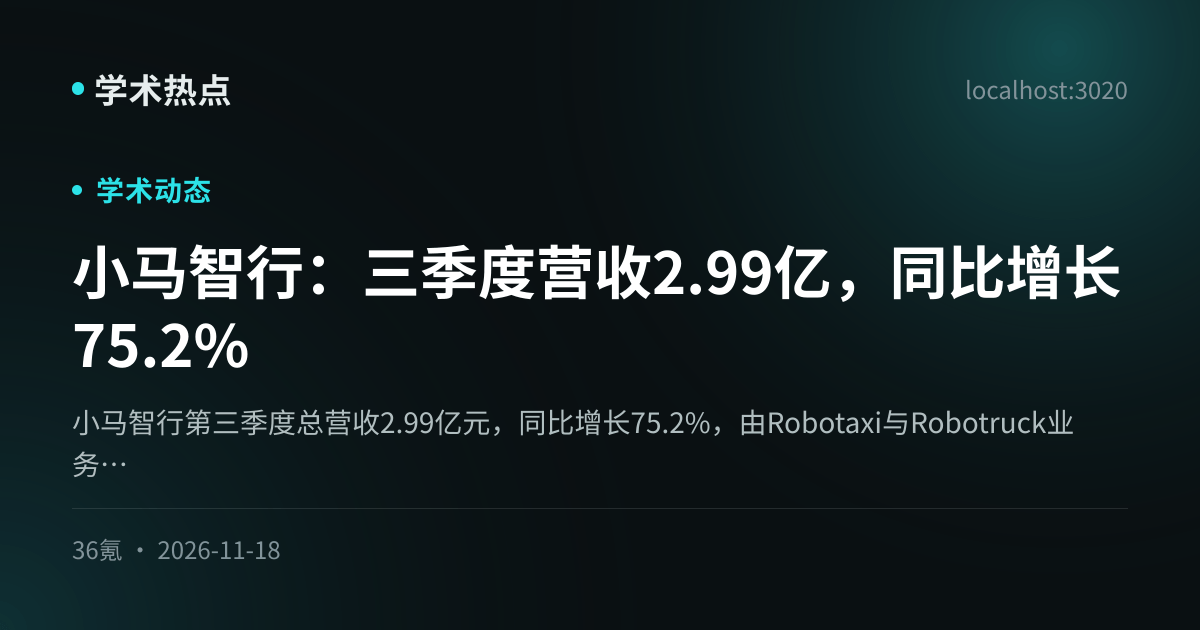 学术热点
localhost:3020
学术动态
小马智行：三季度营收2.99亿，同比增长
75.2%
小马智行第三季度总营收2.99亿元，同比增长75.2%，由Robotaxi与Robotruck业
务…
36氪 · 2026-11-18